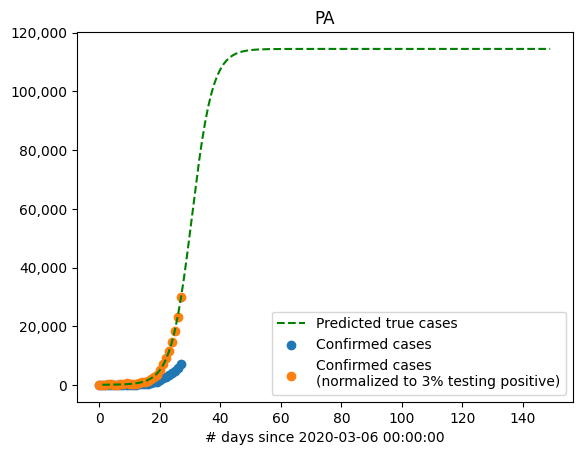 PA
120,000
100,000
80,000
60,000
40,000
20,000
0
Predicted true cases
Confirmed cases
Confirmed cases
(normalized to 3% testing positive)
0 20 40 60 80 100 120 140
# days since 2020-03-06 00:00:00